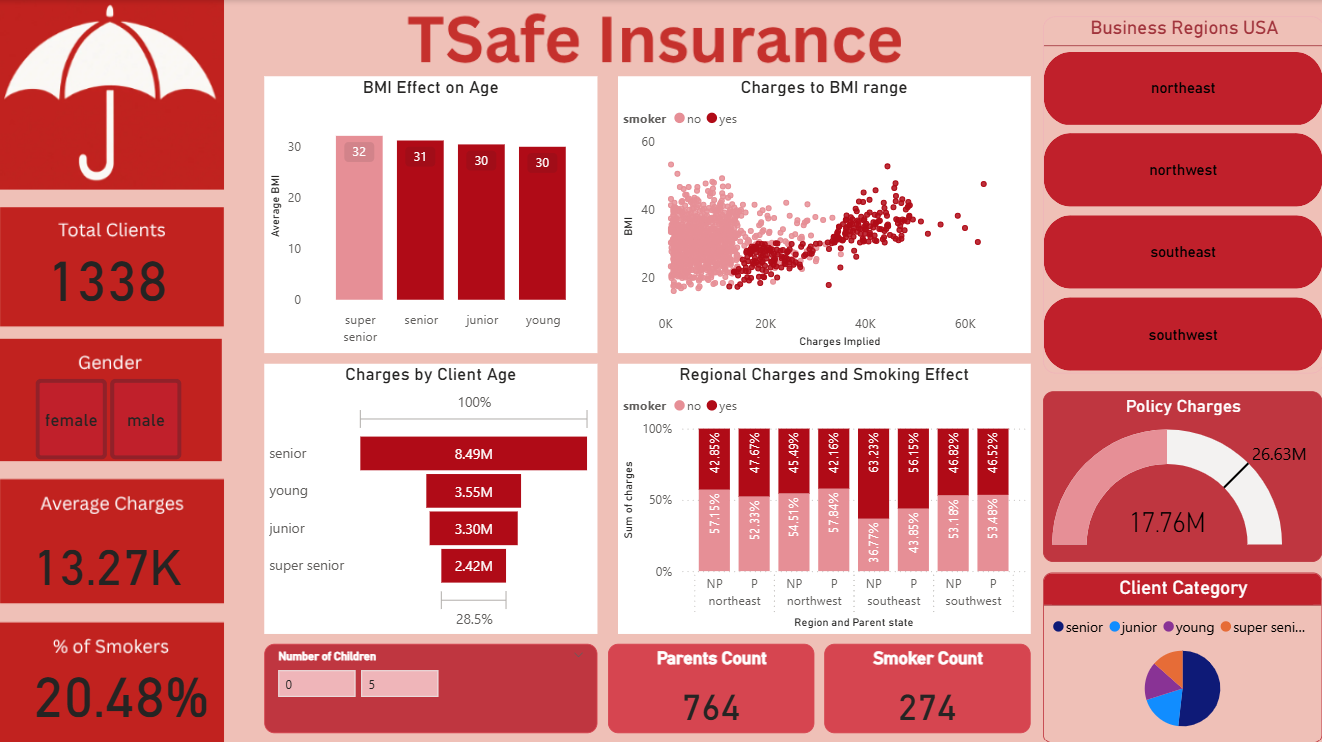 TSafe Insurance
Total Clients
1338
Gender
female
male
Average Charges
13.27K
% of Smokers
20.48%
BMI Effect on Age
Average BMI
30
20
10
0
32
31
30
30
super
senior
senior
junior
young
Charges to BMI range
smoker no yes
BMI
60
40
20
0K
20K
40K
60K
Charges Implied
Charges by Client Age
100%
senior
8.49M
young
3.55M
junior
3.30M
super senior
2.42M
28.5%
Regional Charges and Smoking Effect
smoker no yes
Sum of charges
100%
50%
0%
42.85%
47.67%
45.49%
42.16%
63.23%
56.15%
46.82%
46.52%
57.15%
52.33%
54.51%
57.84%
36.77%
43.85%
53.18%
53.48%
NP P NP P NP P NP P
northeast northwest southeast southwest
Region and Parent state
Number of Children
0
5
Parents Count
764
Smoker Count
274
Business Regions USA
northeast
northwest
southeast
southwest
Policy Charges
26.63M
17.76M
Client Category
senior junior young super seni...